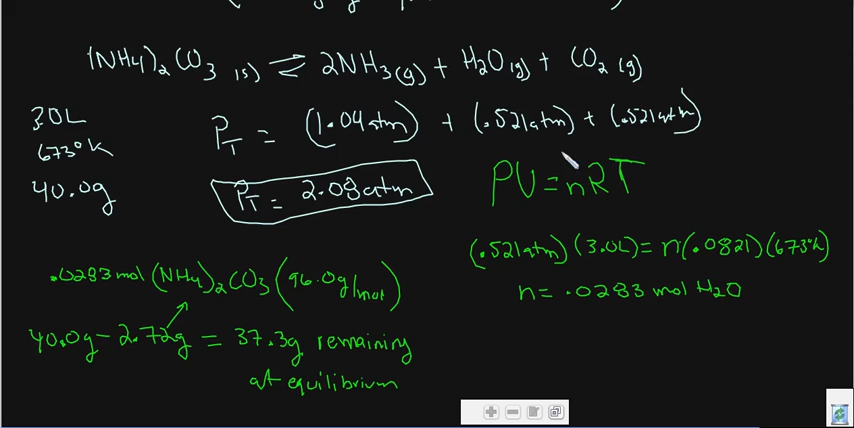 (NH4)2CO3 (s) ⇌ 2NH3(g) + H2O(g) + CO2(g)
3.0L
673°K
40.0g
PT = (1.04atm) + (.521atm) + (.521atm)
PT = 2.08atm
PV=nRT
(.521atm)(3.0L) = n(.0821)(673°K)
n = .0283 mol H2O
.0283 mol (NH4)2CO3 (96.0g/mol)
40.0g - 2.72g = 37.3g remaining
at equilibrium